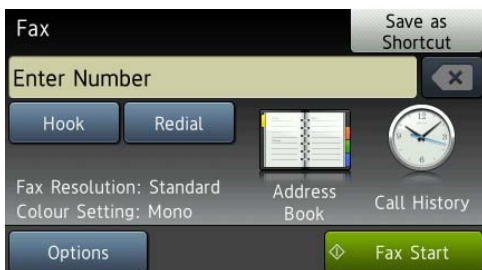 Fax
Save as
Shortcut
Enter Number
Hook
Redial
Fax Resolution: Standard
Colour Setting: Mono
Address
Book
Call History
Options
Fax Start